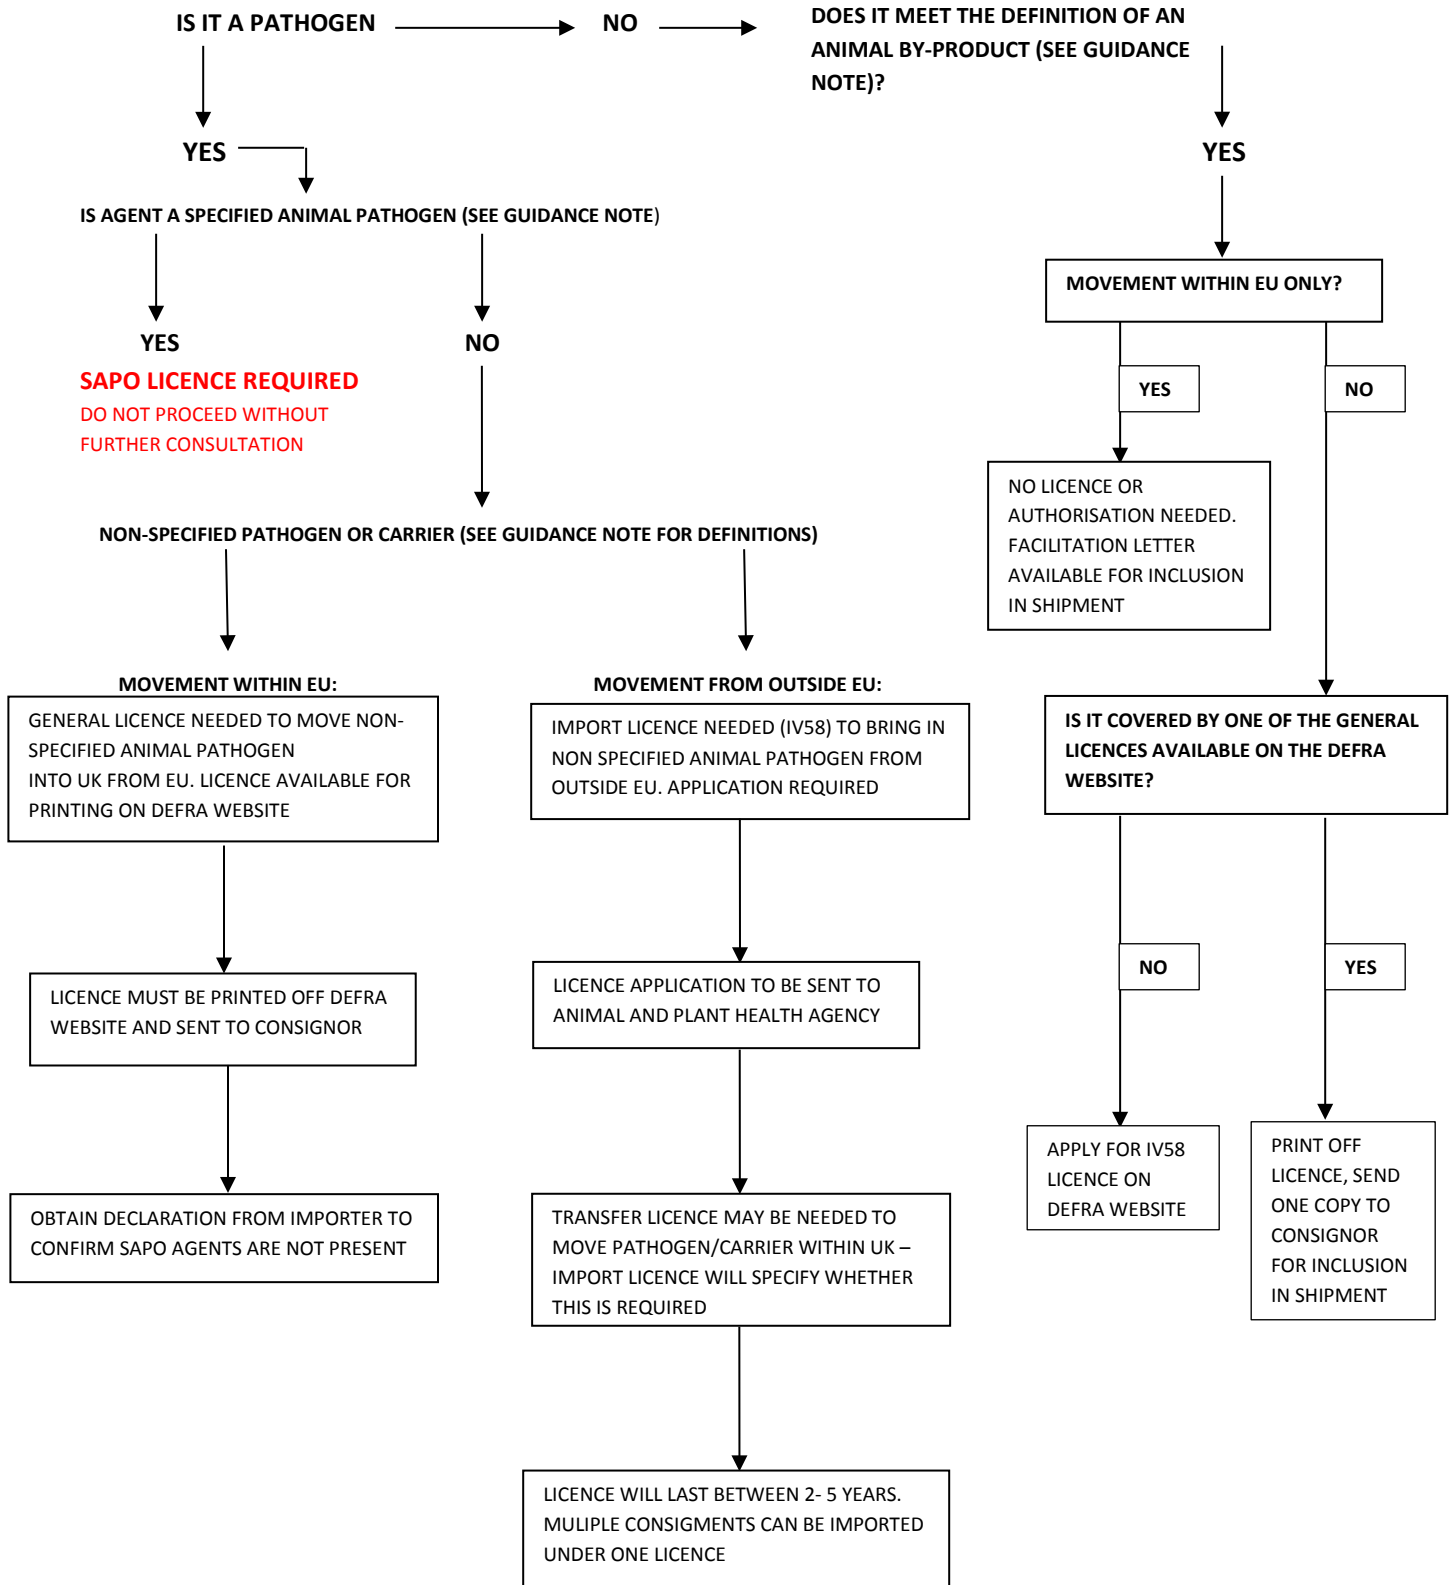 IS IT A PATHOGEN
NO
DOES IT MEET THE DEFINITION OF AN
ANIMAL BY-PRODUCT (SEE GUIDANCE
NOTE)?
YES
IS AGENT A SPECIFIED ANIMAL PATHOGEN (SEE GUIDANCE NOTE)
YES
SAPO LICENCE REQUIRED
DO NOT PROCEED WITHOUT
FURTHER CONSULTATION
NO
NON-SPECIFIED PATHOGEN OR CARRIER (SEE GUIDANCE NOTE FOR DEFINITIONS)
MOVEMENT WITHIN EU:
GENERAL LICENCE NEEDED TO MOVE NON-
SPECIFIED ANIMAL PATHOGEN
INTO UK FROM EU. LICENCE AVAILABLE FOR
PRINTING ON DEFRA WEBSITE
LICENCE MUST BE PRINTED OFF DEFRA
WEBSITE AND SENT TO CONSIGNOR
OBTAIN DECLARATION FROM IMPORTER TO
CONFIRM SAPO AGENTS ARE NOT PRESENT
MOVEMENT FROM OUTSIDE EU:
IMPORT LICENCE NEEDED (IV58) TO BRING IN
NON SPECIFIED ANIMAL PATHOGEN FROM
OUTSIDE EU. APPLICATION REQUIRED
LICENCE APPLICATION TO BE SENT TO
ANIMAL AND PLANT HEALTH AGENCY
TRANSFER LICENCE MAY BE NEEDED TO
MOVE PATHOGEN/CARRIER WITHIN UK –
IMPORT LICENCE WILL SPECIFY WHETHER
THIS IS REQUIRED
LICENCE WILL LAST BETWEEN 2- 5 YEARS.
MULIPLE CONSIGMENTS CAN BE IMPORTED
UNDER ONE LICENCE
YES
MOVEMENT WITHIN EU ONLY?
YES
NO LICENCE OR
AUTHORISATION NEEDED.
FACILITATION LETTER
AVAILABLE FOR INCLUSION
IN SHIPMENT
NO
IS IT COVERED BY ONE OF THE GENERAL
LICENCES AVAILABLE ON THE DEFRA
WEBSITE?
NO
APPLY FOR IV58
LICENCE ON
DEFRA WEBSITE
YES
PRINT OFF
LICENCE, SEND
ONE COPY TO
CONSIGNOR
FOR INCLUSION
IN SHIPMENT